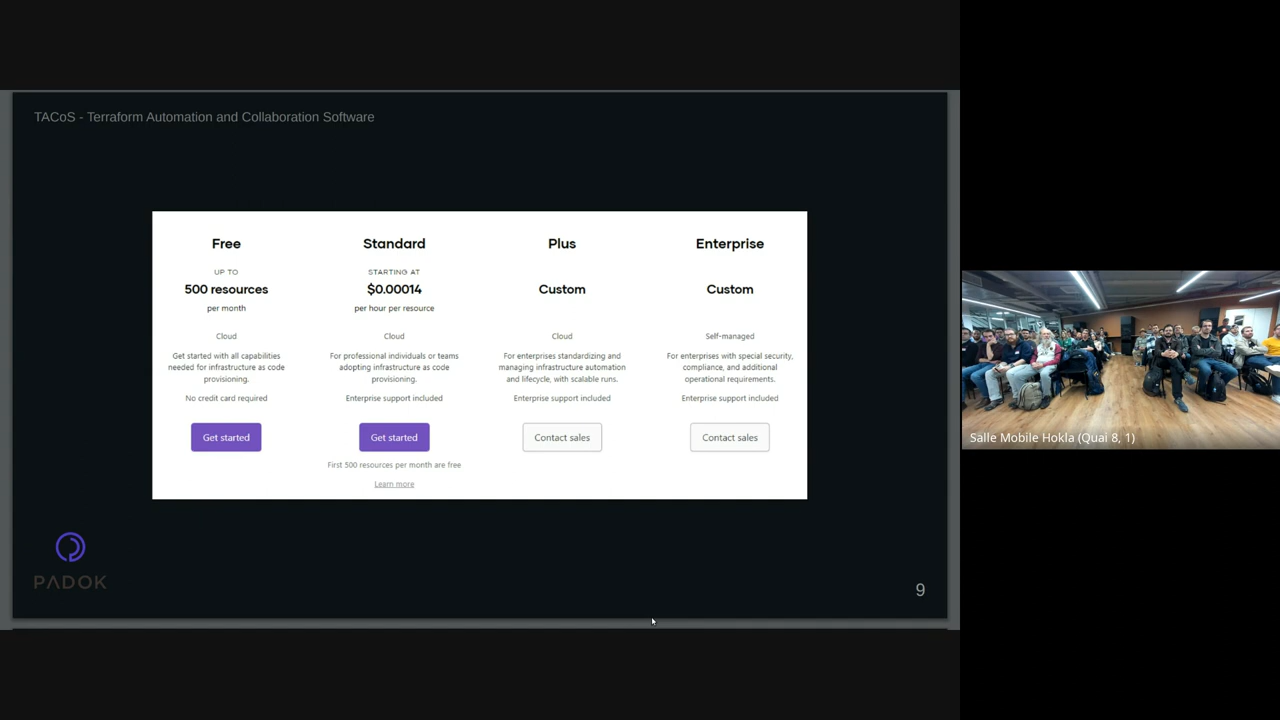 TACoS - Terraform Automation and Collaboration Software
Free
UP TO
500 resources
per month
Cloud
Get started with all capabilities
needed for infrastructure as code
provisioning.
No credit card required
Get started
Standard
STARTING AT
$0.00014
per hour per resource
Cloud
For professional individuals or teams
adopting infrastructure as code
provisioning.
Enterprise support included
Get started
First 500 resources per month are free
Learn more
Plus
Custom
Cloud
For enterprises standardizing and
managing infrastructure automation
and lifecycle, with scalable runs.
Enterprise support included
Contact sales
Enterprise
Custom
Self-managed
For enterprises with special security,
compliance, and additional
operational requirements.
Enterprise support included
Contact sales
PADOK
9
Salle Mobile Hokla (Quai 8, 1)